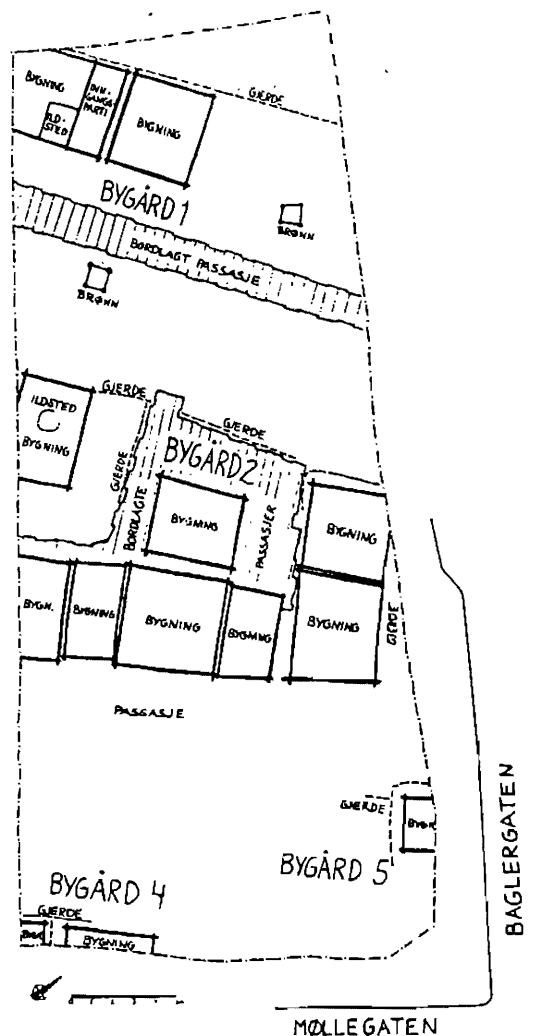 GJERDE
BYGNING
INN-
GANGS-
PARTI
ILD-
STED
BYGNING
BYGÅRD 1
BRØNN
BORDLAGT PASSASJE
BRØNN
GJERDE
ILDSTED
BYGNING
GJERDE
GJERDE
BYGÅRD 2
BORDLAGTE
PASSASJER
BYGNING
BYGNING
BYGN.
BYGNING
BYGNING
BYGNING
BYGNING
GJERDE
PASSASJE
GJERDE
BYGÅRD 5
BYGÅRD 4
GJERDE
BYGNING
BAGLERGATEN
MØLLEGATEN